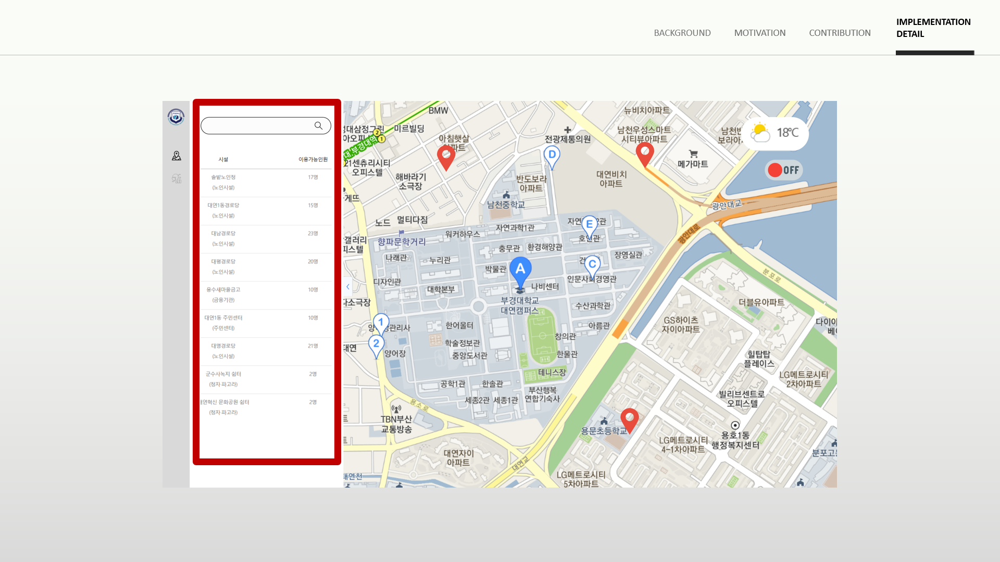 BACKGROUND
MOTIVATION
CONTRIBUTION
IMPLEMENTATION
DETAIL
시설 이용가능인원
솔밭노인정 17명
(노인시설)
대연1동경로당 15명
(노인시설)
대남경로당 23명
(노인시설)
대평경로당 20명
(노인시설)
용수새마을금고 10명
(금융기관)
대연1동 주민센터 10명
(주민센터)
대명경로당 21명
(노인시설)
군수사녹지 쉼터 2명
(정자·파고라)
대연혁신 문화공원 쉼터 2명
(정자·파고라)
BMW
미르빌딩
성대삼정그린
아오피
2
1
대.부경대역
21센츄리시티
오피스텔
아침햇살
아파트
해바라기
소극장
전광제통의원
D
반도보라
아파트
남천중학교
뉴비치아파트
남천우성스마트
시티뷰아파트
대연비치
아파트
메가마트
남천
보라아
18℃
OFF
광안대교
광안대로
게뜨
노드
멀티다짐
갤러리
피스텔
향파문학거리
워커하우스
자연과학1관
자연 2관
E
호연관
충무관
환경해양관
나래관
누리관
박물관
A
건
C
장영실관
인문사회경영관
디자인관
대학본부
나비센터
부경대학교
대연캠퍼스
수산과학관
다소극장
1
양 장관리사
2
대연
양어장
한어울터
학술정보관
중앙도서관
아름관
창의관
한울관
테니스장
공학1관
한솔관
부산행복
연합기숙사
세종2관
세종1관
용소로
TBN부산
교통방송
대연자이
아파트
대연천
대연교
분포로
더블유아파트
GS하이츠
자이아파트
다이아
베이
힐탑탑
플레이스
LG메트로시티
2차아파트
빌리브센트로
오피스텔
용문초등학교
LG메트로시티
4-1차아파트
용호1동
행정복지센터
분포고등
LG메트로시티
5차아파트